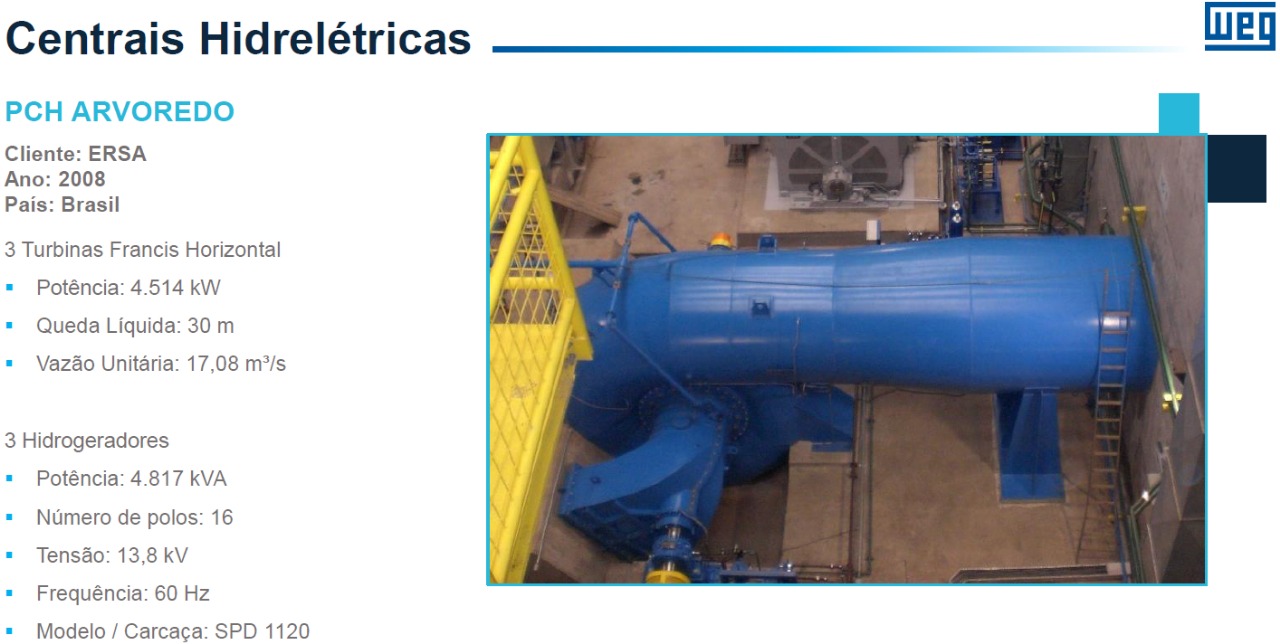 Centrais Hidrelétricas
WEG
PCH ARVOREDO
Cliente: ERSA
Ano: 2008
País: Brasil
3 Turbinas Francis Horizontal
▪ Potência: 4.514 kW
▪ Queda Líquida: 30 m
▪ Vazão Unitária: 17,08 m³/s
3 Hidrogeradores
▪ Potência: 4.817 kVA
▪ Número de polos: 16
▪ Tensão: 13,8 kV
▪ Frequência: 60 Hz
▪ Modelo / Carcaça: SPD 1120